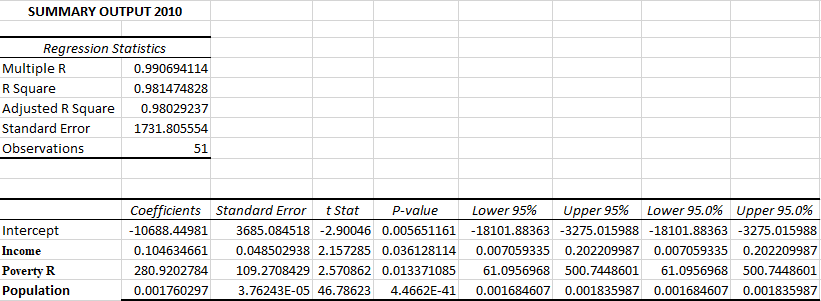 SUMMARY OUTPUT 2010
Regression Statistics
Multiple R 0.990694114
R Square 0.981474828
Adjusted R Square 0.98029237
Standard Error 1731.805554
Observations 51
Coefficients Standard Error t Stat P-value Lower 95% Upper 95% Lower 95.0% Upper 95.0%
Intercept -10688.44981 3685.084518 -2.90046 0.005651161 -18101.88363 -3275.015988 -18101.88363 -3275.015988
Income 0.104634661 0.048502938 2.157285 0.036128114 0.007059335 0.202209987 0.007059335 0.202209987
Poverty R 280.9202784 109.2708429 2.570862 0.013371085 61.0956968 500.7448601 61.0956968 500.7448601
Population 0.001760297 3.76243E-05 46.78623 4.4662E-41 0.001684607 0.001835987 0.001684607 0.001835987